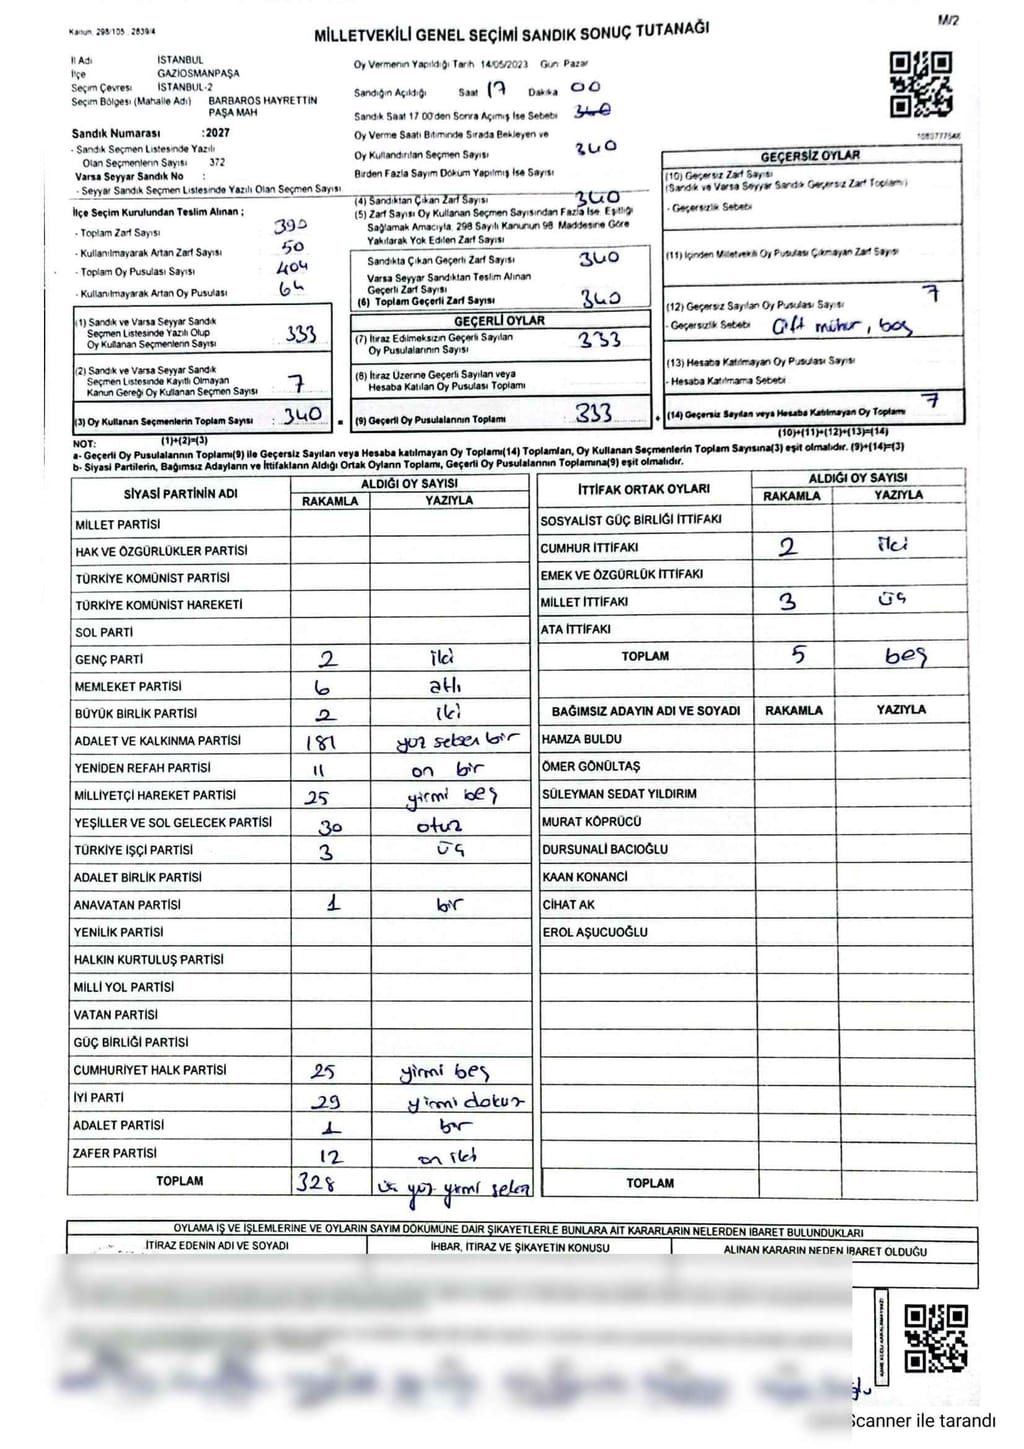 Kanun, 298/105 , 2839/4
MİLLETVEKİLİ GENEL SEÇİMİ SANDIK SONUÇ TUTANAĞI
M/2
İl Adı İSTANBUL
İlçe GAZİOSMANPAŞA
Seçim Çevresi İSTANBUL-2
Seçim Bölgesi (Mahalle Adı) BARBAROS HAYRETTİN
PAŞA MAH
Sandık Numarası :2027
- Sandık Seçmen Listesinde Yazılı
Olan Seçmenlerin Sayısı 372
Varsa Seyyar Sandık No :
- Seyyar Sandık Seçmen Listesinde Yazılı Olan Seçmen Sayısı
İlçe Seçim Kurulundan Teslim Alınan ;
- Toplam Zarf Sayısı 390
- Kullanılmayarak Artan Zarf Sayısı 50
- Toplam Oy Pusulası Sayısı 404
- Kullanılmayarak Artan Oy Pusulası 64
(1) Sandık ve Varsa Seyyar Sandık
Seçmen Listesinde Yazılı Olup
Oy Kullanan Seçmenlerin Sayısı 333
(2) Sandık ve Varsa Seyyar Sandık
Seçmen Listesinde Kayıtlı Olmayan
Kanun Gereği Oy Kullanan Seçmen Sayısı 7
(3) Oy Kullanan Seçmenlerin Toplam Sayısı : 340
(1)+(2)=(3)
Oy Vermenin Yapıldığı Tarih 14/05/2023 Gün Pazar
Sandığın Açıldığı Saat 17 Dakika 00
Sandık Saat 17 00'den Sonra Açmış İse Sebebi 340
Oy Verme Saati Bitiminde Sırada Bekleyen ve
Oy Kullandırılan Seçmen Sayısı 340
Birden Fazla Sayım Döküm Yapılmış İse Sayısı
(4) Sandıktan Çıkan Zarf Sayısı 340
(5) Zarf Sayısı Oy Kullanan Seçmen Sayısından Fazla İse, Eşitliği
Sağlamak Amacıyla, 298 Sayılı Kanunun 98. Maddesine Göre
Yakılarak Yok Edilen Zarf Sayısı
Sandıkta Çıkan Geçerli Zarf Sayısı 340
Varsa Seyyar Sandıktan Teslim Alınan
Geçerli Zarf Sayısı
(6) Toplam Geçerli Zarf Sayısı 340
GEÇERLİ OYLAR
(7) İtiraz Edilmeksizin Geçerli Sayılan
Oy Pusulalarının Sayısı 333
(8) İtiraz Üzerine Geçerli Sayılan veya
Hesaba Katılan Oy Pusulası Toplamı
(9) Geçerli Oy Pusulalarının Toplamı 333
1083777548
GEÇERSİZ OYLAR
(10) Geçersiz Zarf Sayısı
(Sandık ve Varsa Seyyar Sandık Geçersiz Zarf Toplamı)
- Geçersizlik Sebebi
(11) İçinden Milletvekili Oy Pusulası Çıkmayan Zarf Sayısı
(12) Geçersiz Sayılan Oy Pusulası Sayısı 7
- Geçersizlik Sebebi Çift mühür, boş
(13) Hesaba Katılmayan Oy Pusulası Sayısı
- Hesaba Katılmama Sebebi
(14) Geçersiz Sayılan veya Hesaba Katılmayan Oy Toplamı 7
(10)+(11)+(12)+(13)=(14)
NOT:
a- Geçerli Oy Pusulalarının Toplamı(9) ile Geçersiz Sayılan veya Hesaba katılmayan Oy Toplamı(14) Toplamları, Oy Kullanan Seçmenlerin Toplam Sayısına(3) eşit olmalıdır. (9)+(14)=(3)
b- Siyasi Partilerin, Bağımsız Adayların ve İttifakların Aldığı Ortak Oyların Toplamı, Geçerli Oy Pusulalarının Toplamına(9) eşit olmalıdır.
SİYASİ PARTİNİN ADI ALDIĞI OY SAYISI
RAKAMLA YAZIYLA
MİLLET PARTİSİ
HAK VE ÖZGÜRLÜKLER PARTİSİ
TÜRKİYE KOMÜNİST PARTİSİ
TÜRKİYE KOMÜNİST HAREKETİ
SOL PARTİ
GENÇ PARTİ 2 iki
MEMLEKET PARTİSİ 6 altı
BÜYÜK BİRLİK PARTİSİ 2 iki
ADALET VE KALKINMA PARTİSİ 181 yüz seksen bir
YENİDEN REFAH PARTİSİ 11 on bir
MİLLİYETÇİ HAREKET PARTİSİ 25 yirmi beş
YEŞİLLER VE SOL GELECEK PARTİSİ 30 otuz
TÜRKİYE İŞÇİ PARTİSİ 3 üç
ADALET BİRLİK PARTİSİ
ANAVATAN PARTİSİ 1 bir
YENİLİK PARTİSİ
HALKIN KURTULUŞ PARTİSİ
MİLLİ YOL PARTİSİ
VATAN PARTİSİ
GÜÇ BİRLİĞİ PARTİSİ
CUMHURİYET HALK PARTİSİ 25 yirmi beş
İYİ PARTİ 29 yirmi dokuz
ADALET PARTİSİ 1 bir
ZAFER PARTİSİ 12 on iki
TOPLAM 328 üç yüz yirmi sekiz
İTTİFAK ORTAK OYLARI ALDIĞI OY SAYISI
RAKAMLA YAZIYLA
SOSYALİST GÜÇ BİRLİĞİ İTTİFAKI
CUMHUR İTTİFAKI 2 iki
EMEK VE ÖZGÜRLÜK İTTİFAKI
MİLLET İTTİFAKI 3 üç
ATA İTTİFAKI
TOPLAM 5 beş
BAĞIMSIZ ADAYIN ADI VE SOYADI RAKAMLA YAZIYLA
HAMZA BULDU
ÖMER GÖNÜLTAŞ
SÜLEYMAN SEDAT YILDIRIM
MURAT KÖPRÜCÜ
DURSUNALİ BACIOĞLU
KAAN KONANCİ
CİHAT AK
EROL AŞUCUOĞLU
TOPLAM
OYLAMA İŞ VE İŞLEMLERİNE VE OYLARIN SAYIM DÖKÜMÜNE DAİR ŞİKAYETLERLE BUNLARA AİT KARARLARIN NELERDEN İBARET BULUNDUKLARI
İTİRAZ EDENİN ADI VE SOYADI İHBAR, İTİRAZ VE ŞİKAYETİN KONUSU ALINAN KARARIN NEDEN İBARET OLDUĞU
Scanner ile tarandı